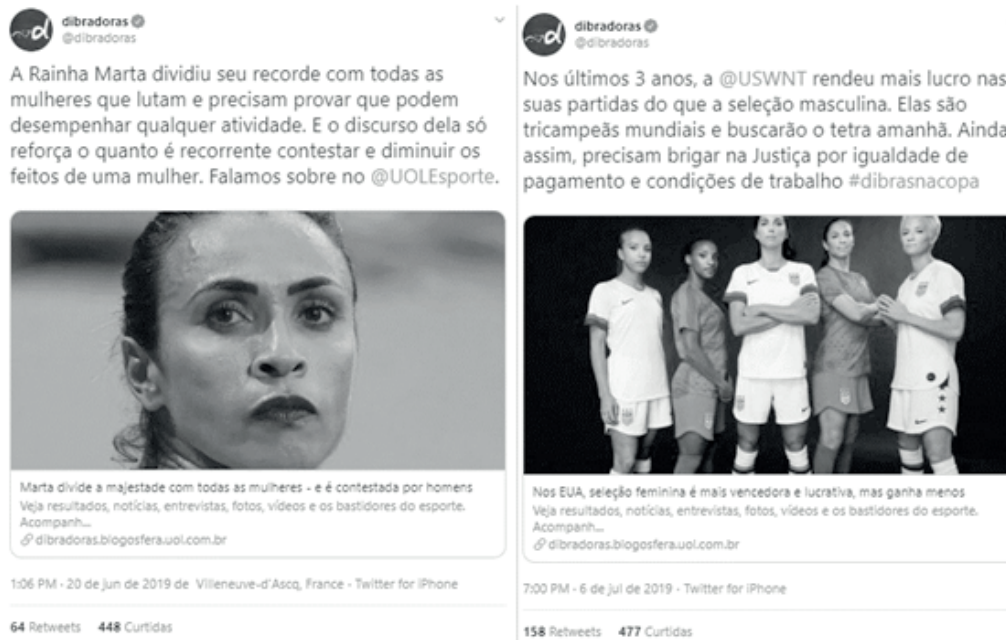 dibradoras
@dibradoras
A Rainha Marta dividiu seu recorde com todas as
mulheres que lutam e precisam provar que podem
desempenhar qualquer atividade. E o discurso dela só
reforça o quanto é recorrente contestar e diminuir os
feitos de uma mulher. Falamos sobre no @UOLEsporte.
Marta divide a majestade com todas as mulheres - e é contestada por homens
Veja resultados, notícias, entrevistas, fotos, vídeos e os bastidores do esporte.
Acompanh...
dibradoras.blogosfera.uol.com.br
1:06 PM · 20 de jun de 2019 de Villeneuve-d'Ascq, France · Twitter for iPhone
64 Retweets 448 Curtidas
dibradoras
@dibradoras
Nos últimos 3 anos, a @USWNT rendeu mais lucro nas
suas partidas do que a seleção masculina. Elas são
tricampeãs mundiais e buscarão o tetra amanhã. Ainda
assim, precisam brigar na Justiça por igualdade de
pagamento e condições de trabalho #dibrasnacopa
Nos EUA, seleção feminina é mais vencedora e lucrativa, mas ganha menos
Veja resultados, notícias, entrevistas, fotos, vídeos e os bastidores do esporte.
Acompanh...
dibradoras.blogosfera.uol.com.br
7:00 PM · 6 de jul de 2019 · Twitter for iPhone
158 Retweets 477 Curtidas